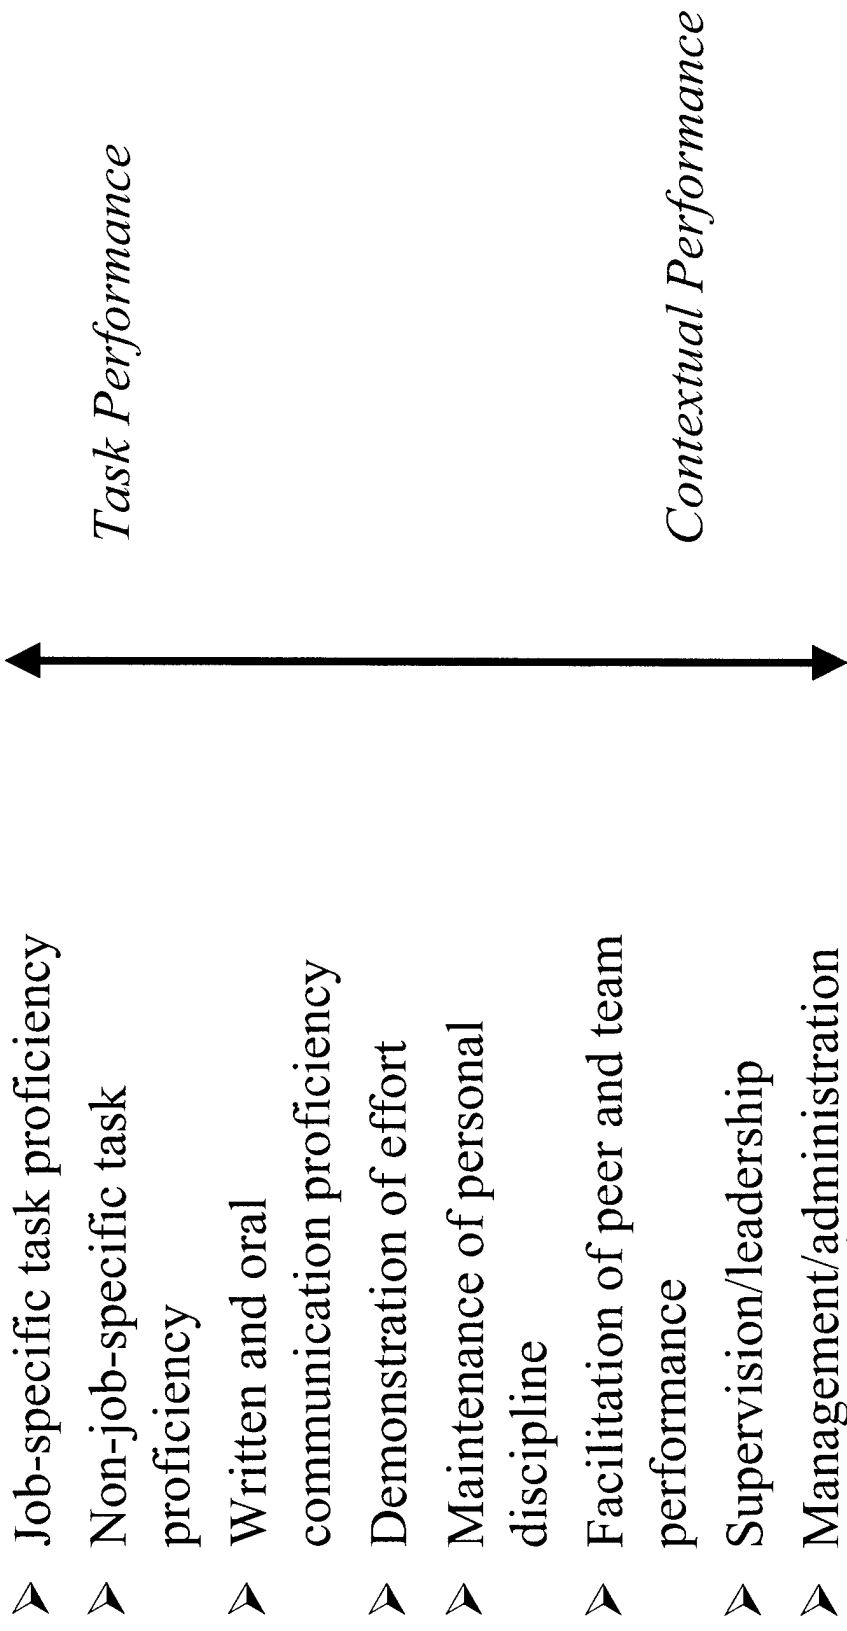 ➢ Job-specific task proficiency
➢ Non-job-specific task
proficiency
➢ Written and oral
communication proficiency
➢ Demonstration of effort
➢ Maintenance of personal
discipline
➢ Facilitation of peer and team
performance
➢ Supervision/leadership
➢ Management/administration
Task Performance
Contextual Performance